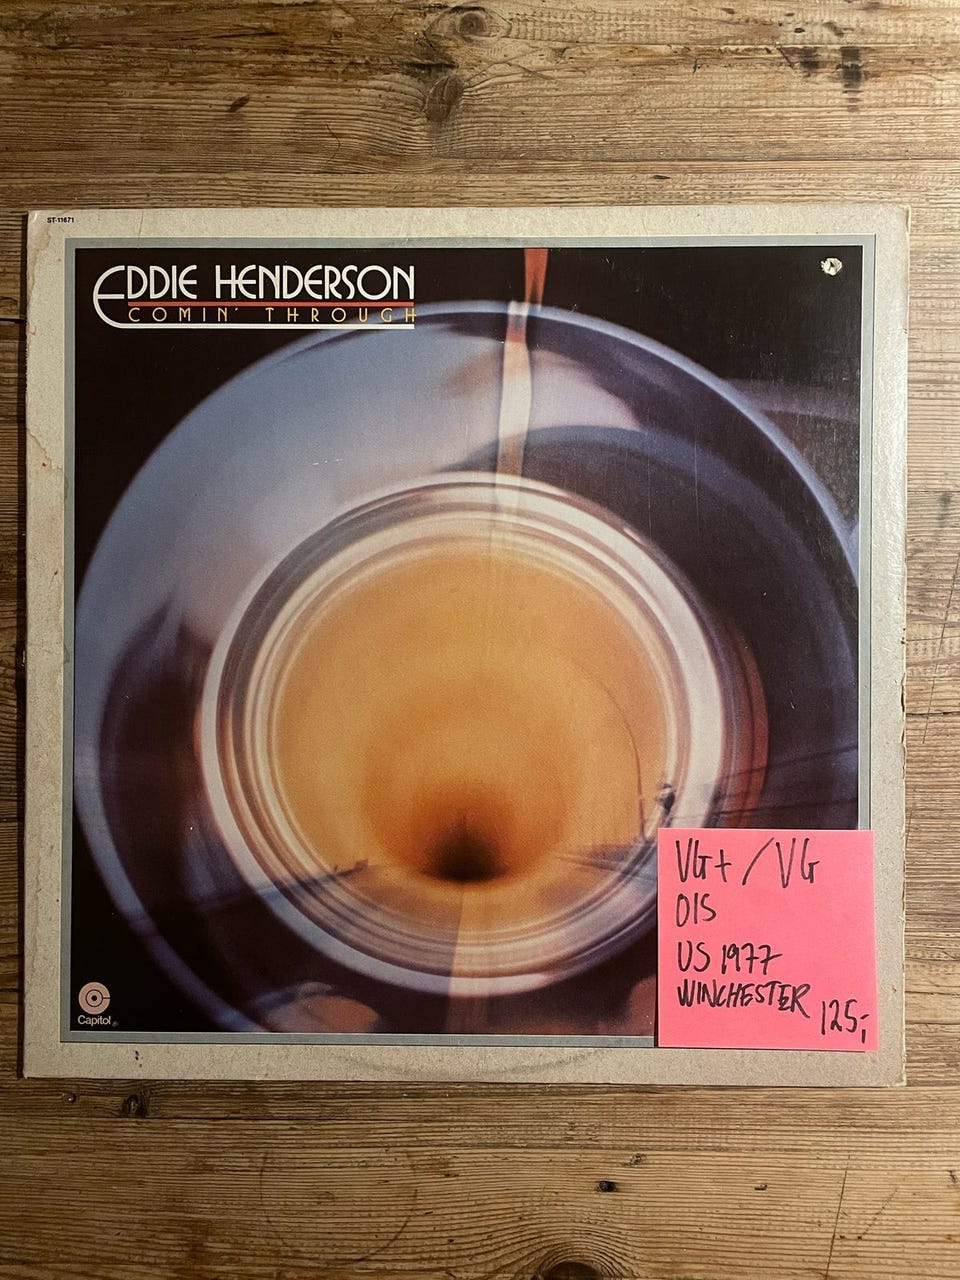 ST-11671
EDDIE HENDERSON
COMIN' THROUGH
Capitol®
VG+/VG
OIS
US 1977
WINCHESTER
125,-